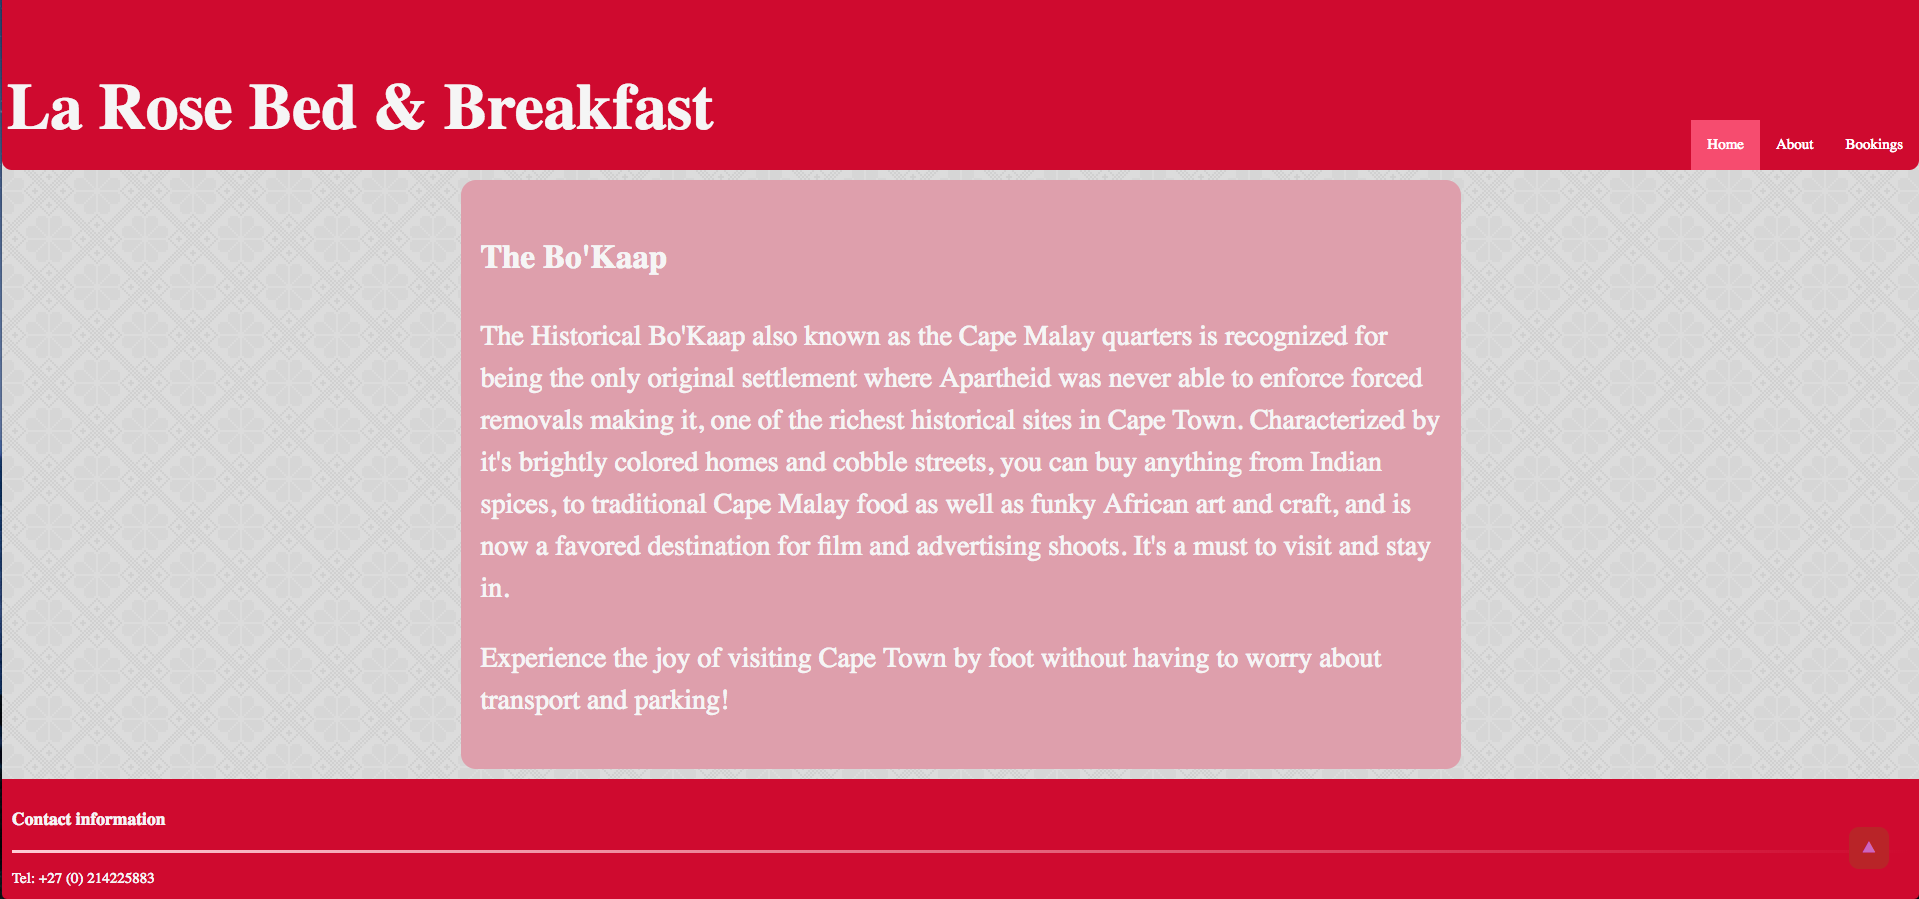 La Rose Bed & Breakfast
Home About Bookings
The Bo'Kaap
The Historical Bo'Kaap also known as the Cape Malay quarters is recognized for
being the only original settlement where Apartheid was never able to enforce forced
removals making it, one of the richest historical sites in Cape Town. Characterized by
it's brightly colored homes and cobble streets, you can buy anything from Indian
spices, to traditional Cape Malay food as well as funky African art and craft, and is
now a favored destination for film and advertising shoots. It's a must to visit and stay
in.
Experience the joy of visiting Cape Town by foot without having to worry about
transport and parking!
Contact information
Tel: +27 (0) 214225883